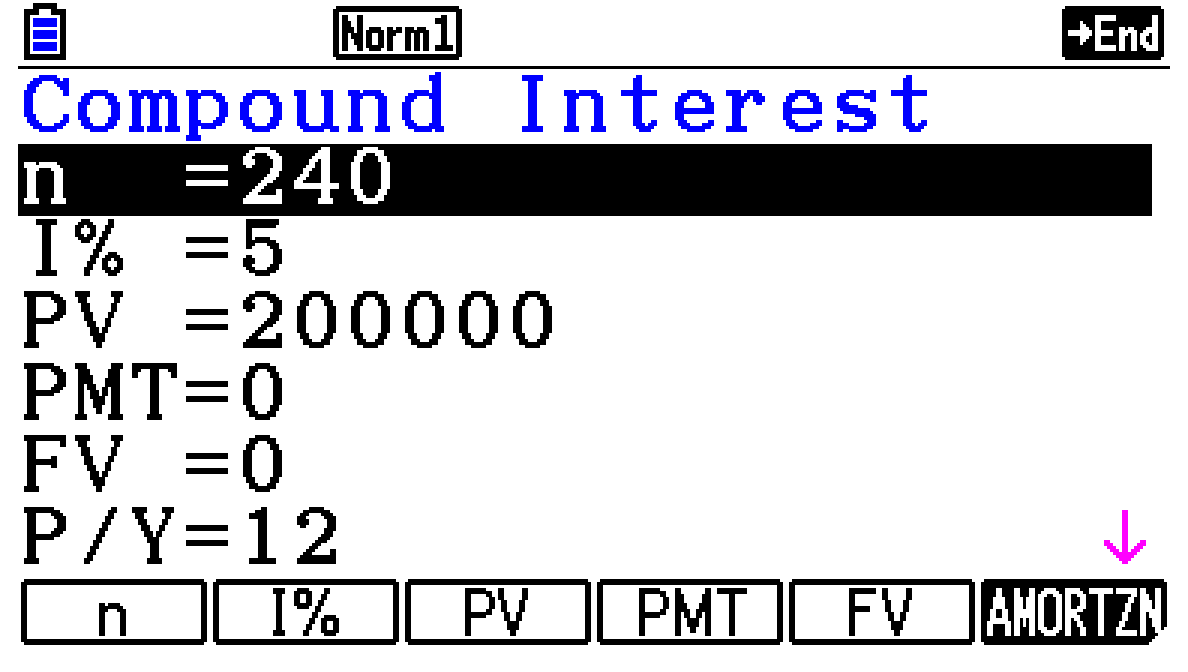 Norm1 →End
Compound Interest
n =240
I% =5
PV =200000
PMT=0
FV =0
P/Y=12 ↓
n I% PV PMT FV AMORTZN